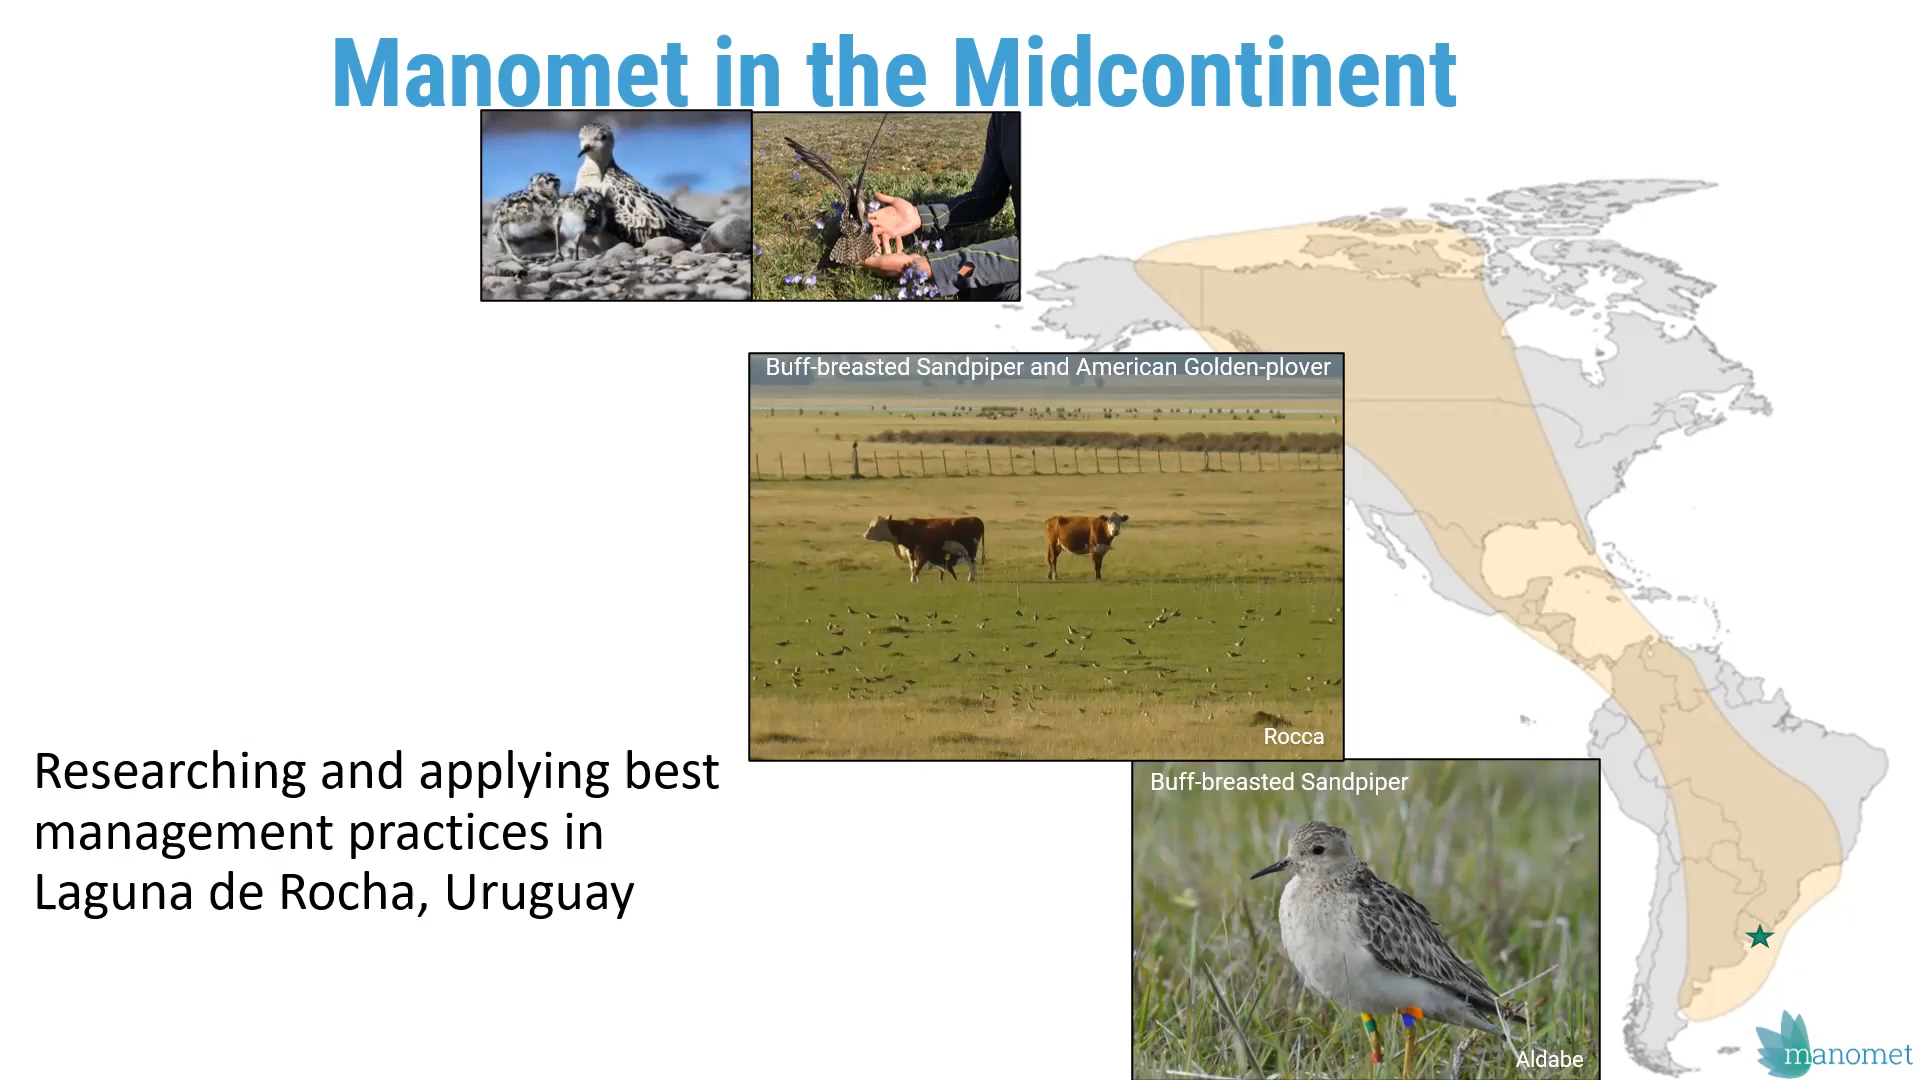 Manomet in the Midcontinent
Buff-breasted Sandpiper and American Golden-plover
Rocca
Researching and applying best
management practices in
Laguna de Rocha, Uruguay
Buff-breasted Sandpiper
Aldabe
manomet